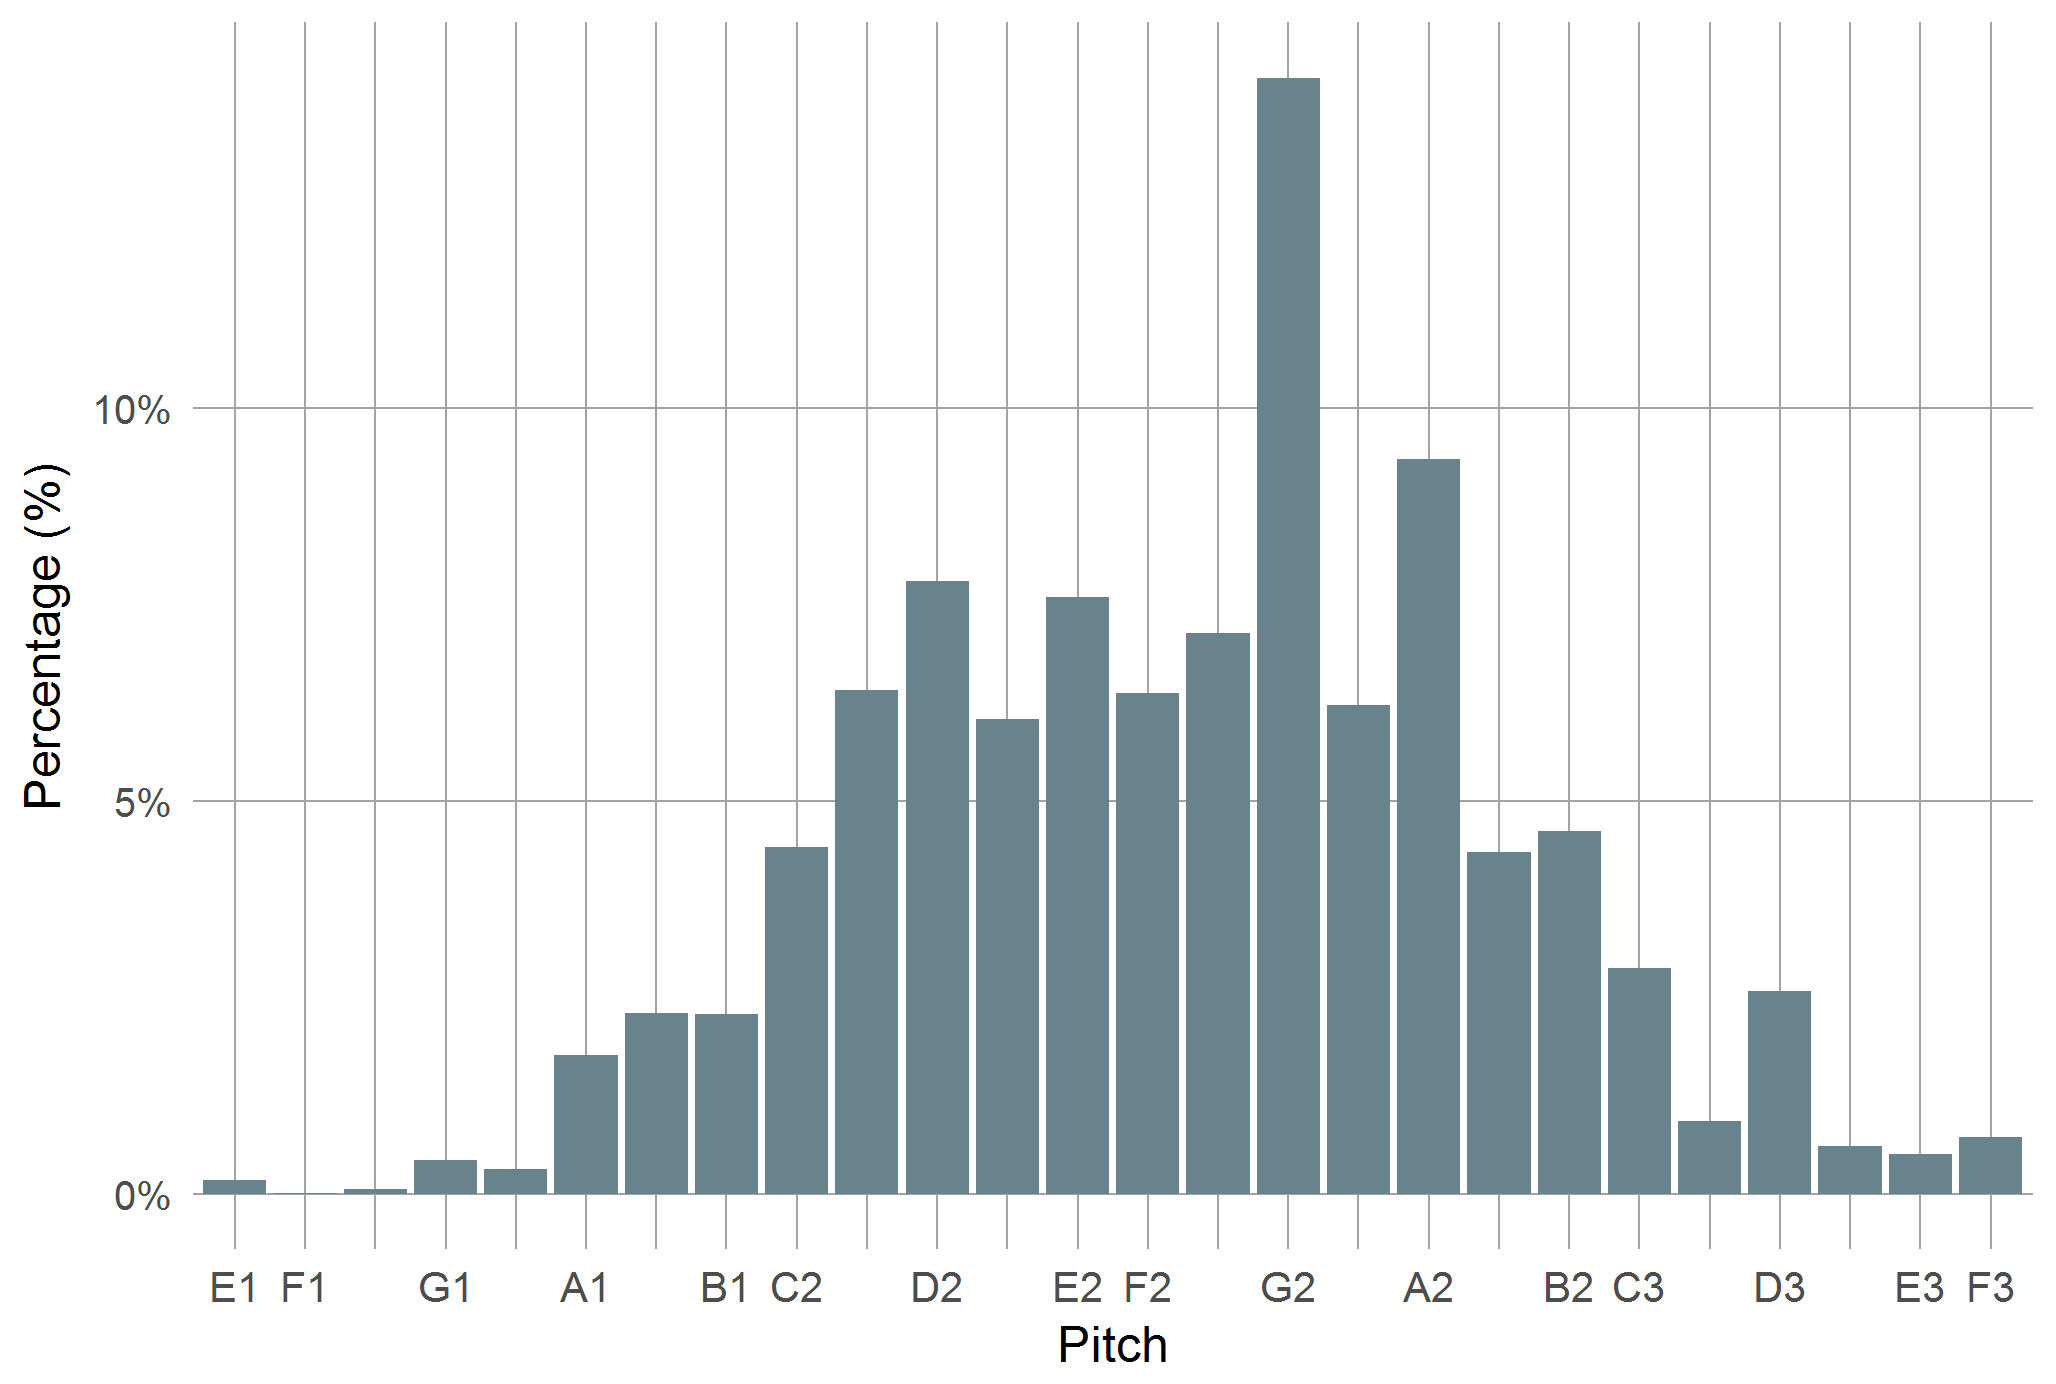 Percentage (%)
10%
5%
0%
E1 F1 G1 A1 B1 C2 D2 E2 F2 G2 A2 B2 C3 D3 E3 F3
Pitch